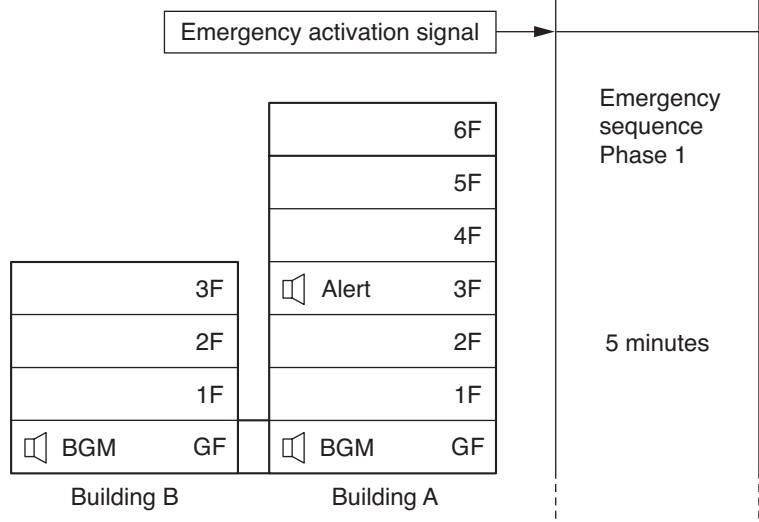 Emergency activation signal
Emergency
sequence
Phase 1
6F
5F
4F
3F
Alert 3F
2F
2F
5 minutes
1F
1F
BGM GF
BGM GF
Building B
Building A